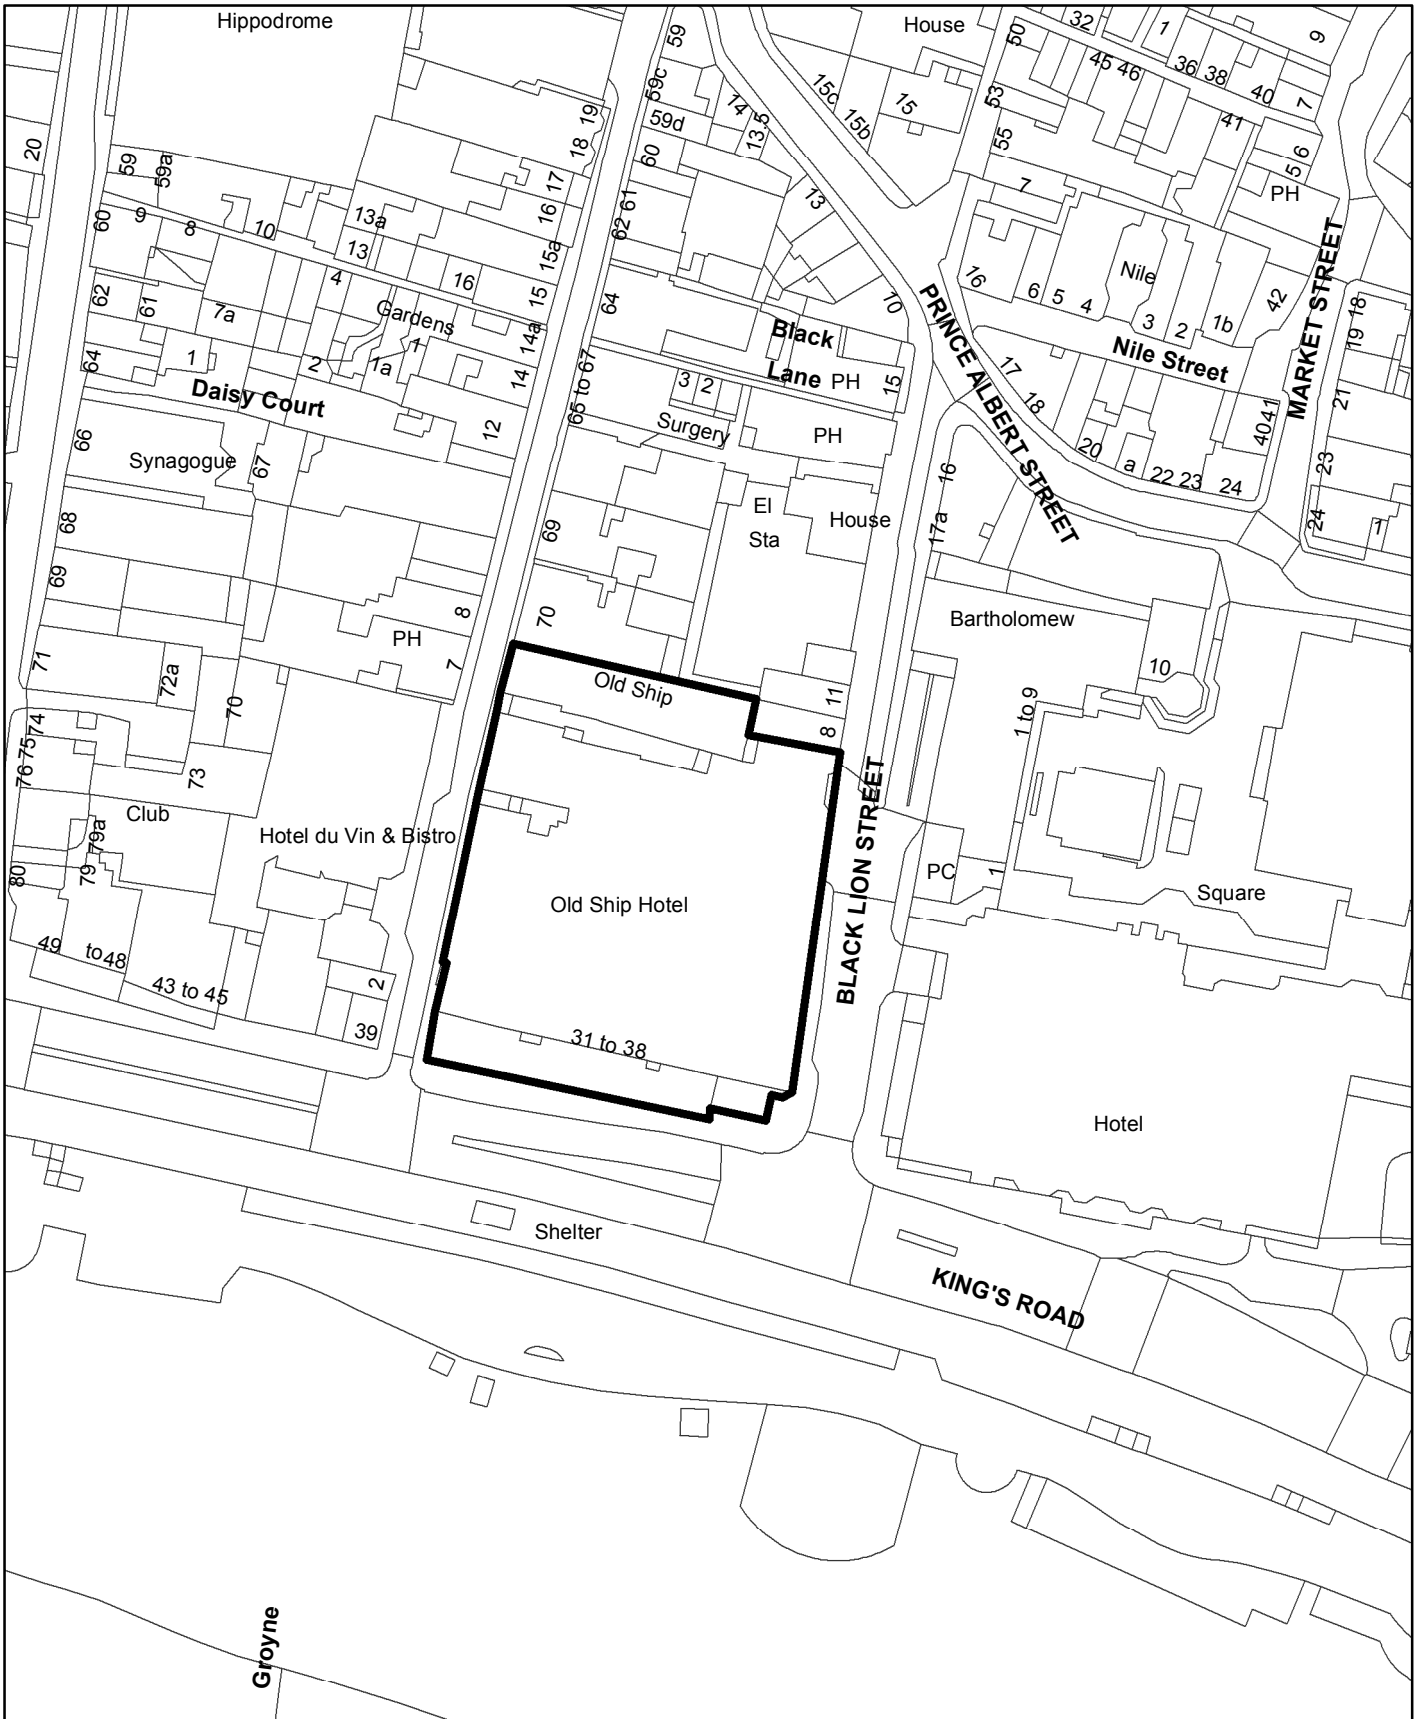 Hippodrome
59
House
50
32
1
9
45
46
36
38
40
7
59c
14
15c
15b
15
53
59d
13.5
19
18
41
55
20
59
59a
60
17
7
5
6
PH
60
9
8
10
13a
13
16
61
62
13
15a
4
16
15
64
10
16
6
5
4
Nile
3
2
1b
42
MARKET STREET
18
19
62
61
7a
Gardens
14a
Black
PRINCE ALBERT STREET
Nile Street
64
1
2
1a
1
14
65 to 67
3
2
Lane
PH
15
17
18
21
Daisy Court
12
Surgery
PH
20
a
22
23
24
40
41
23
24
1
66
Synagogue
67
68
69
El
Sta
House
16
17a
69
8
70
Bartholomew
PH
7
71
72a
70
Old Ship
11
8
10
1 to 9
74
75
76
73
BLACK LION STREET
Club
79a
Hotel du Vin & Bistro
80
79
PC
1
Square
Old Ship Hotel
49
to 48
43 to 45
2
39
31 to 38
Hotel
Shelter
KING'S ROAD
Groyne